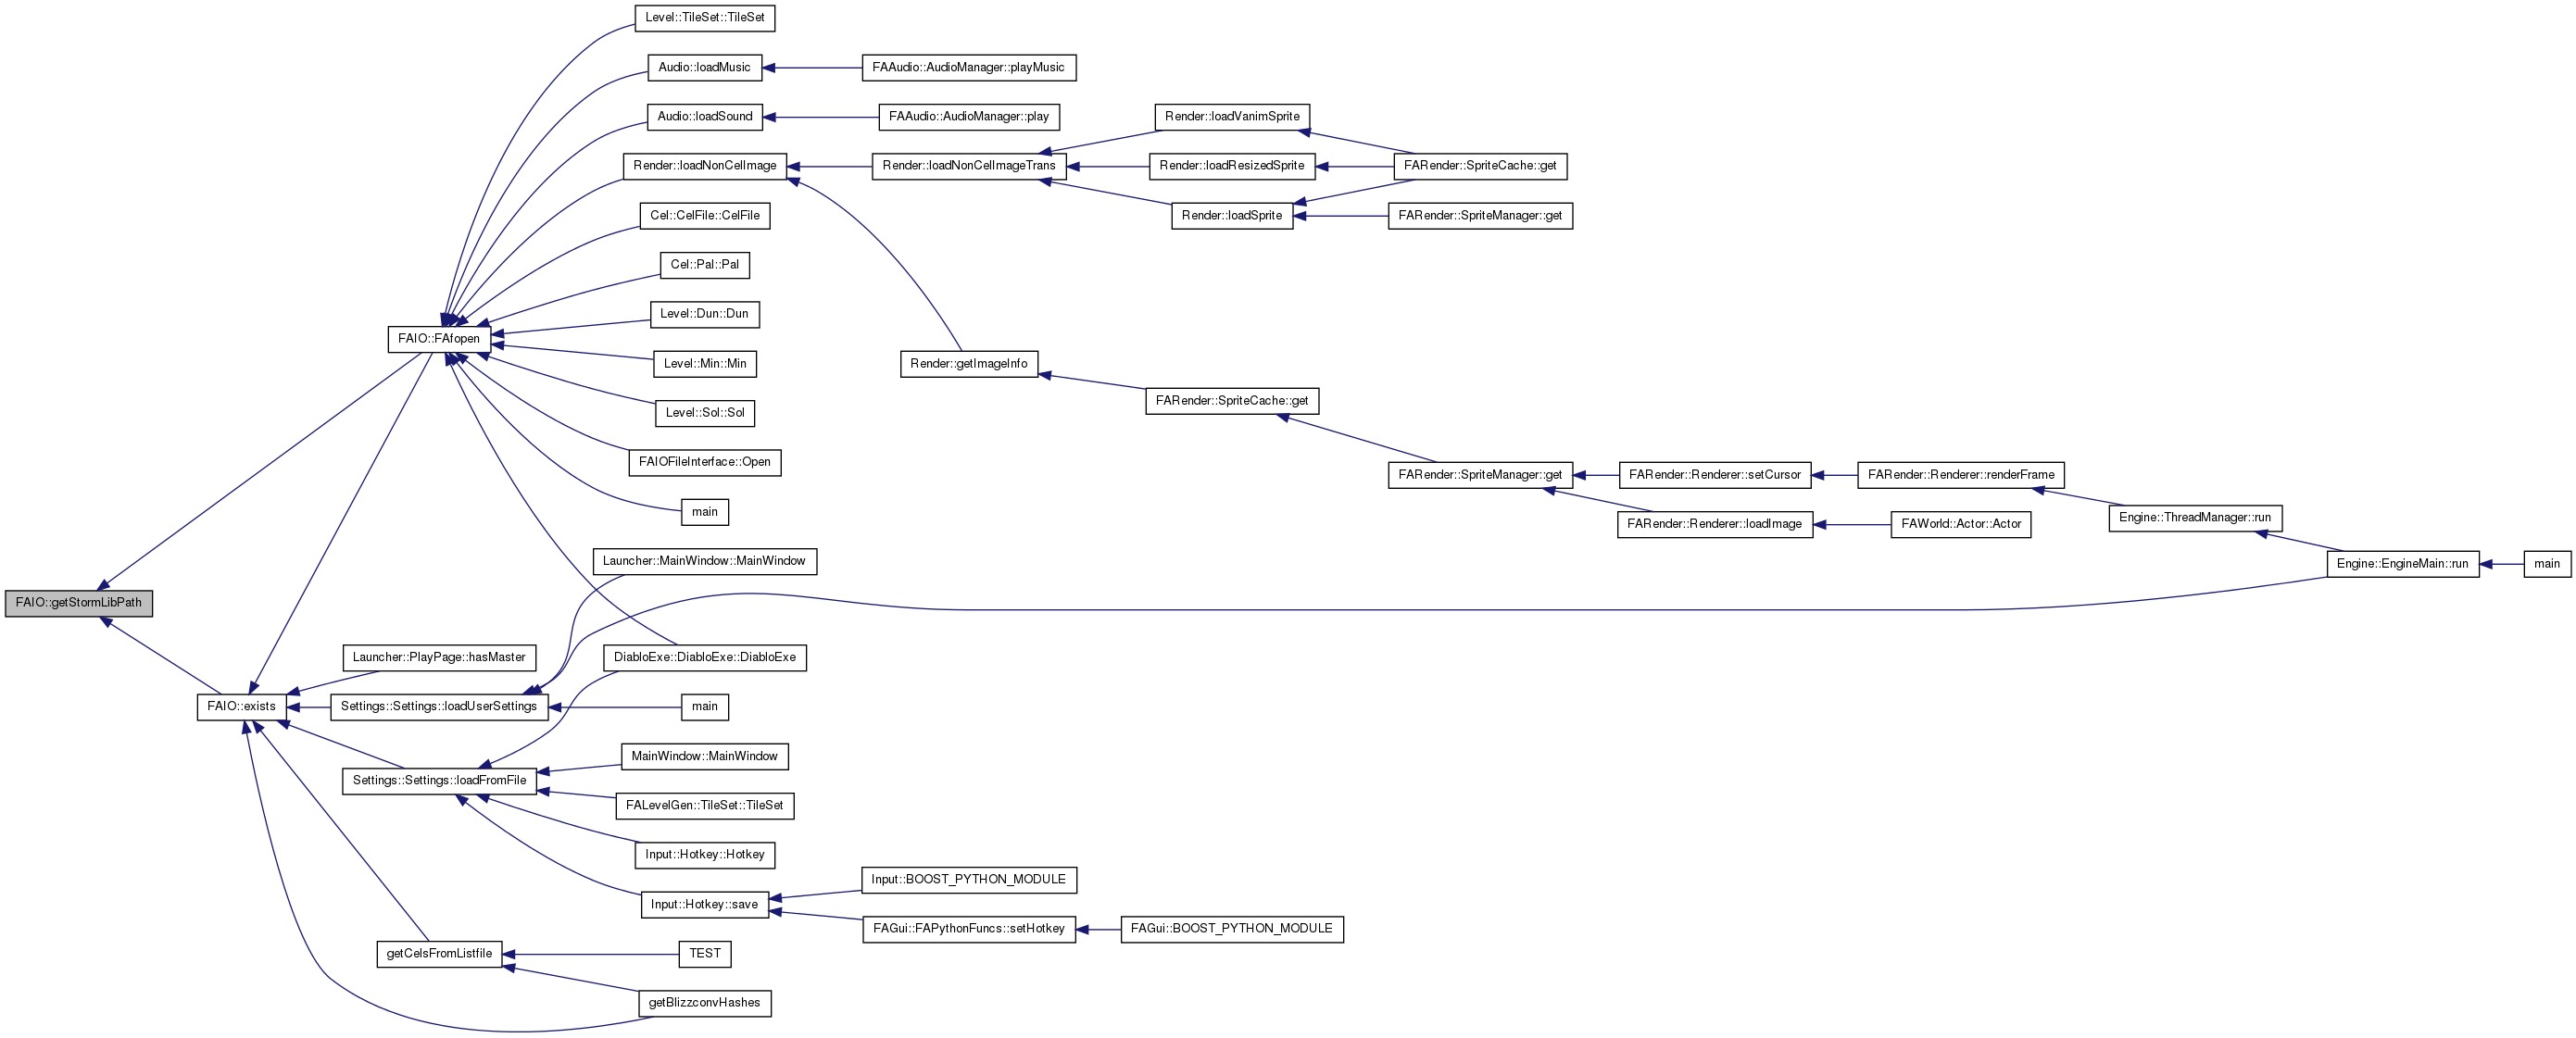 Level::TileSet::TileSet
Audio::loadMusic
FAAudio::AudioManager::playMusic
Audio::loadSound
FAAudio::AudioManager::play
Render::loadVanimSprite
Render::loadNonCelImage
Render::loadNonCelImageTrans
Render::loadResizedSprite
FARender::SpriteCache::get
Cel::CelFile::CelFile
Render::loadSprite
FARender::SpriteManager::get
Cel::Pal::Pal
Level::Dun::Dun
FAIO::FAfopen
Level::Min::Min
Render::getImageInfo
FARender::SpriteCache::get
Level::Sol::Sol
FAIOFileInterface::Open
FARender::SpriteManager::get
FARender::Renderer::setCursor
FARender::Renderer::renderFrame
main
FARender::Renderer::loadImage
FAWorld::Actor::Actor
Engine::ThreadManager::run
Launcher::MainWindow::MainWindow
Engine::EngineMain::run
main
FAIO::getStormLibPath
Launcher::PlayPage::hasMaster
DiabloExe::DiabloExe::DiabloExe
FAIO::exists
Settings::Settings::loadUserSettings
main
MainWindow::MainWindow
Settings::Settings::loadFromFile
FALevelGen::TileSet::TileSet
Input::Hotkey::Hotkey
Input::BOOST_PYTHON_MODULE
Input::Hotkey::save
FAGui::FAPythonFuncs::setHotkey
FAGui::BOOST_PYTHON_MODULE
getCelsFromListfile
TEST
getBlizzconvHashes